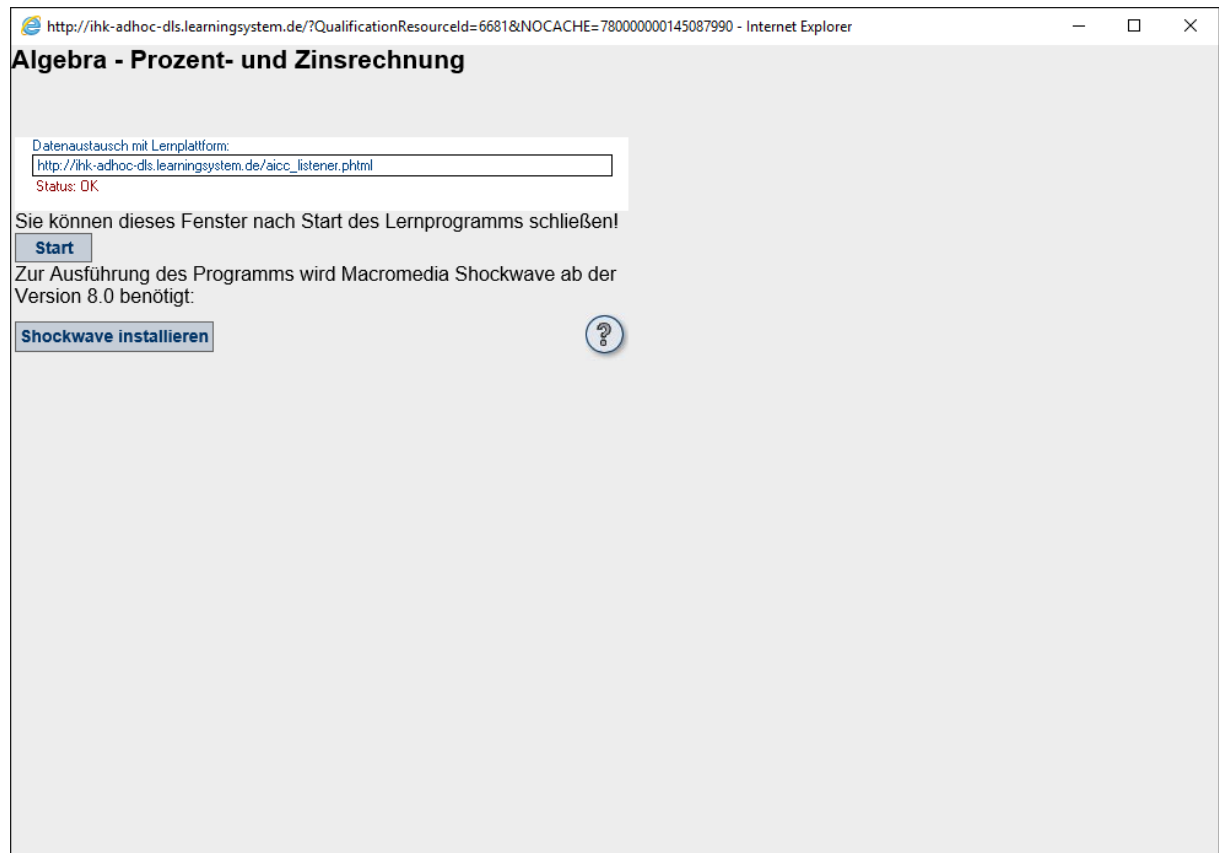 http://ihk-adhoc-dls.learningsystem.de/?QualificationResourceId=6681&NOCACHE=780000000145087990 - Internet Explorer
Algebra - Prozent- und Zinsrechnung
Datenaustausch mit Lernplattform:
http://ihk-adhoc-dls.learningsystem.de/aicc_listener.phtml
Status: OK
Sie können dieses Fenster nach Start des Lernprogramms schließen!
Start
Zur Ausführung des Programms wird Macromedia Shockwave ab der
Version 8.0 benötigt:
Shockwave installieren
?